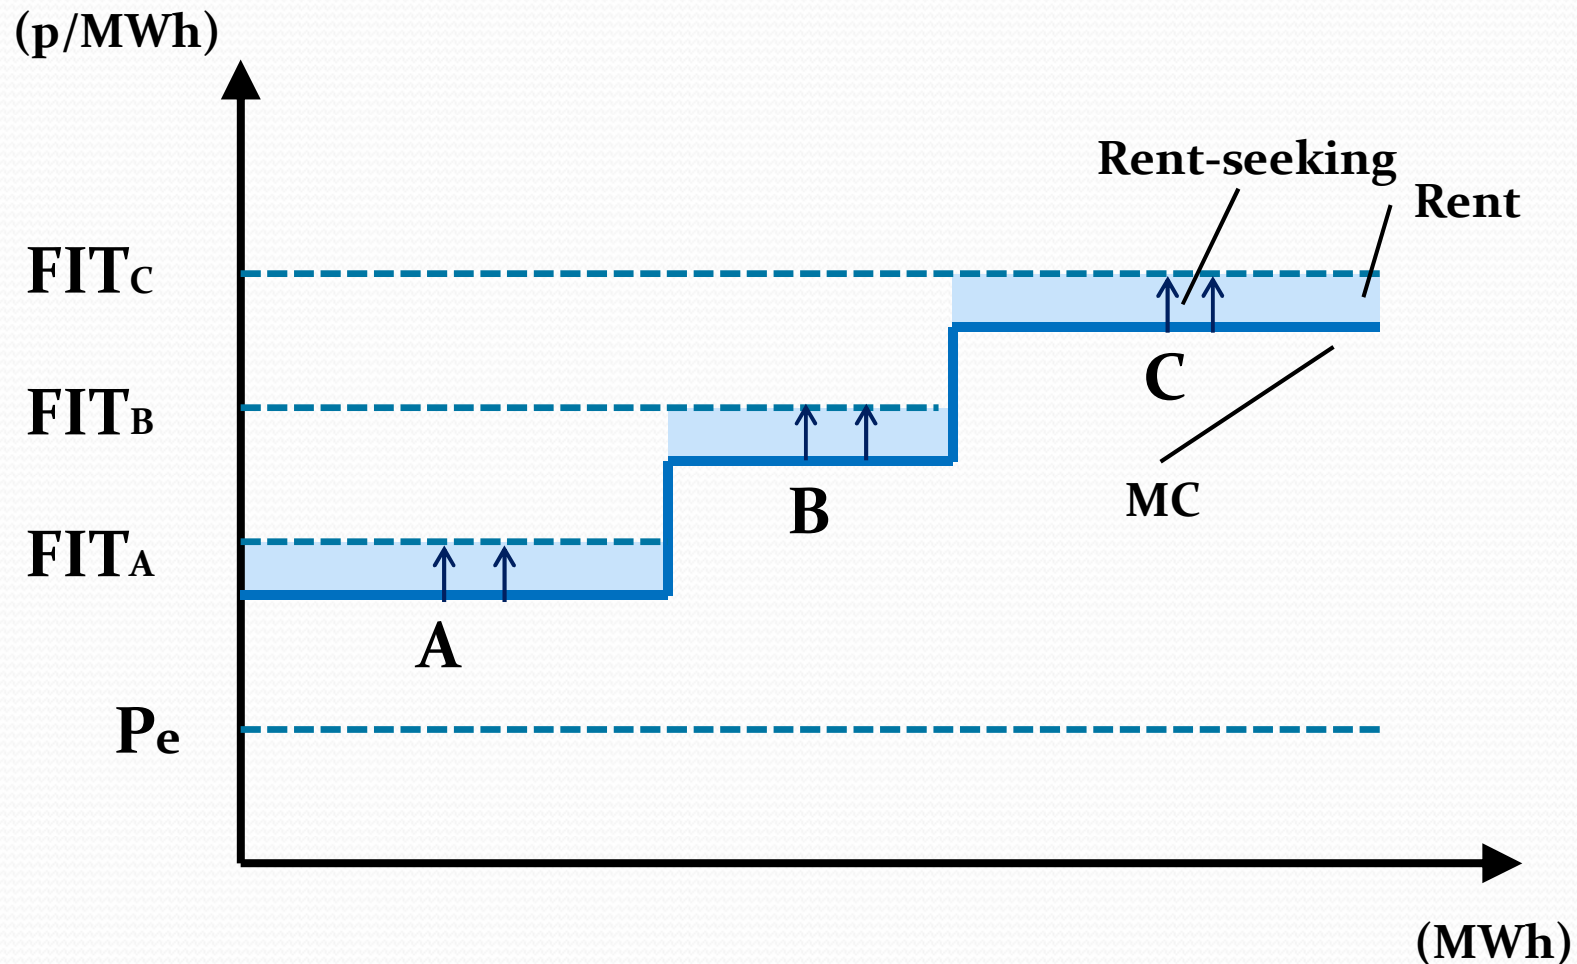 (p/MWh)
Rent-seeking
Rent
FITC
C
FITB
B
MC
FITA
A
Pe
(MWh)